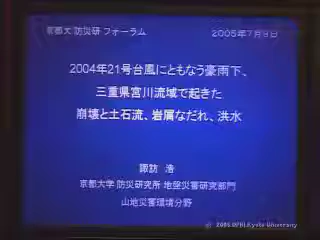 京都大防災研 フォーラム 2005年7月9日
2004年21号台風にともなう豪雨下、
三重県宮川流域で起きた
崩壊と土石流、岩屑なだれ、洪水
諏訪 浩
京都大学 防災研究所 地盤災害研究部門
山地災害環境分野
© 2005 DPRI,Kyoto University